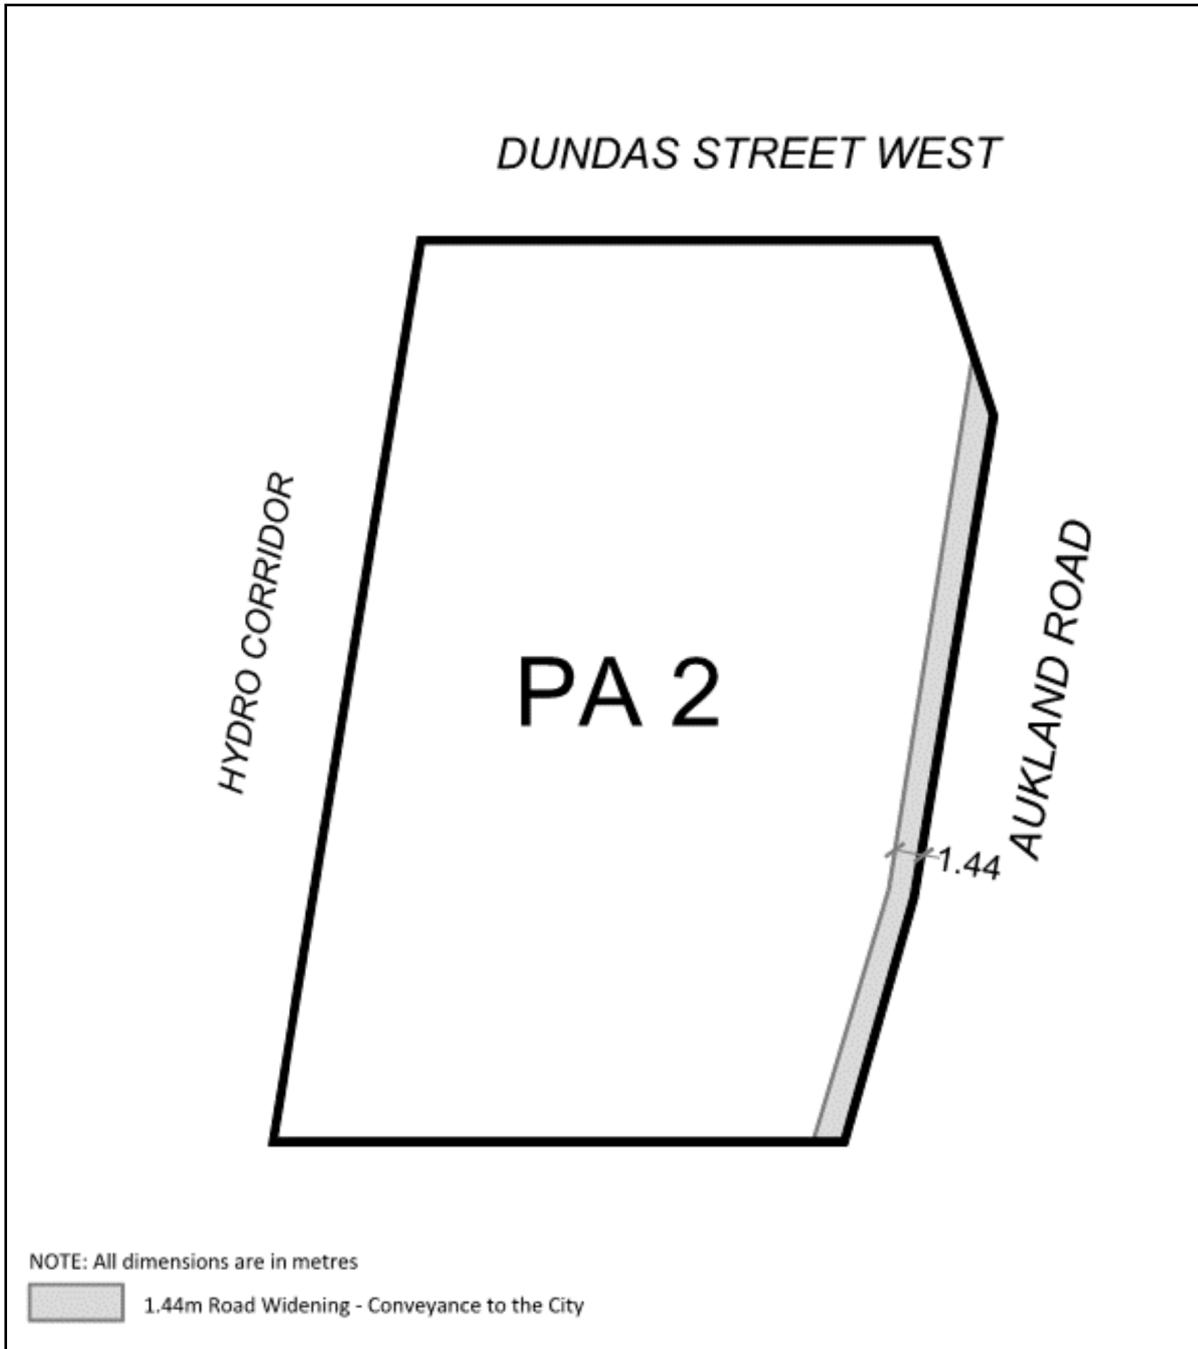 DUNDAS STREET WEST
HYDRO CORRIDOR
PA 2
AUKLAND ROAD
1.44
NOTE: All dimensions are in metres
1.44m Road Widening - Conveyance to the City